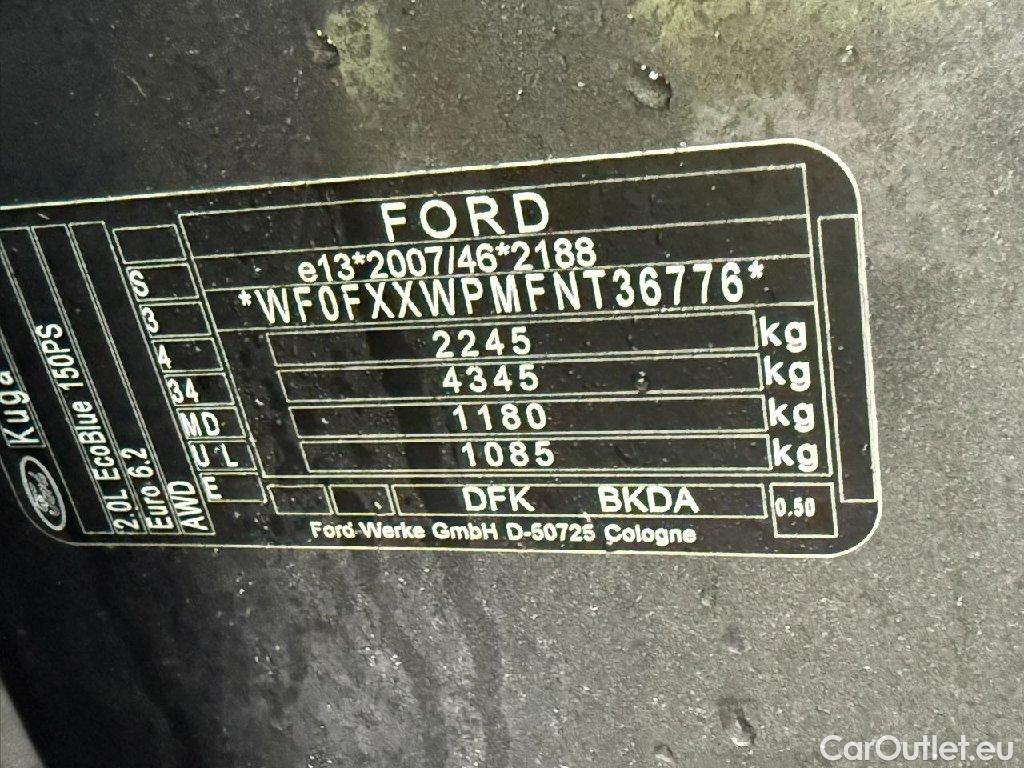 FORD
e13*2007/46*2188
*WF0FXXWPMFNT36776*
2245 kg
4345 kg
1180 kg
1085 kg
DFK BKDA 0.50
Ford-Werke GmbH D-50725 Cologne
S
3
4
34
MD
U L
E
Kuga
2.0L EcoBlue 150PS
Euro 6.2
AWD
Ford
CarOutlet.eu